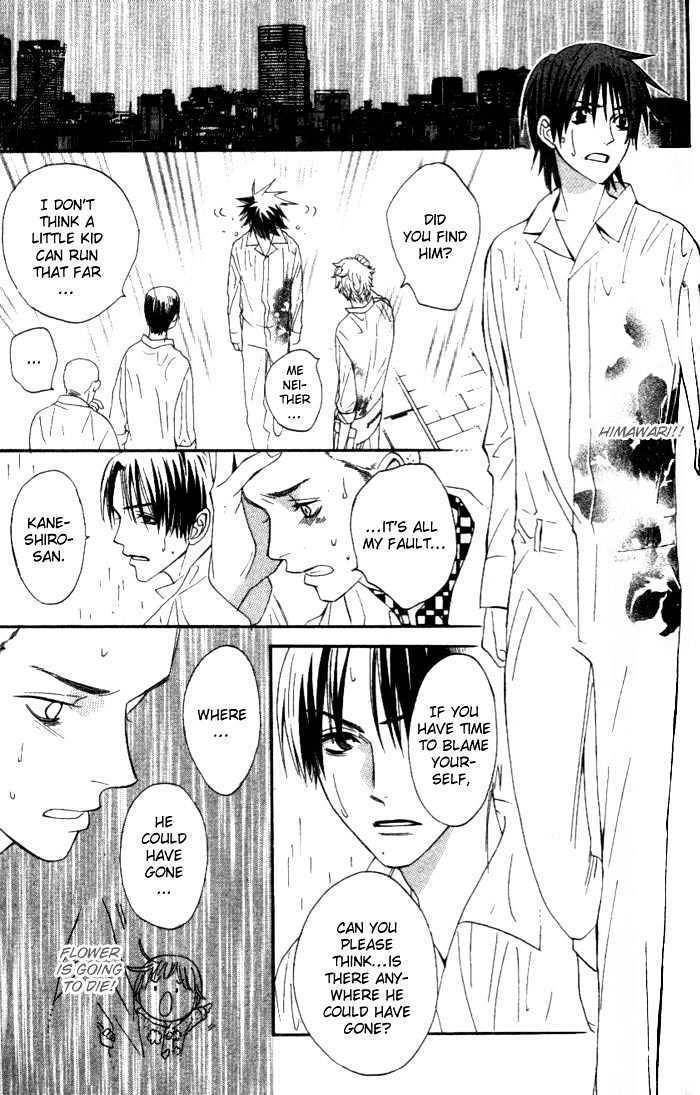 HIMAWARI!!!
DID
YOU FIND
HIM?
I DON'T
THINK A
LITTLE KID
CAN RUN
THAT FAR
...
ME
NEI-
THER
...
...
...IT'S ALL
MY FAULT...
KANE-
SHIRO-
SAN.
IF YOU
HAVE TIME
TO BLAME
YOUR-
SELF,
CAN YOU
PLEASE
THINK...IS
THERE ANY-
WHERE HE
COULD HAVE
GONE?
WHERE
...
HE
COULD
HAVE
GONE
...
FLOWER
IS GOING
TO DIE!